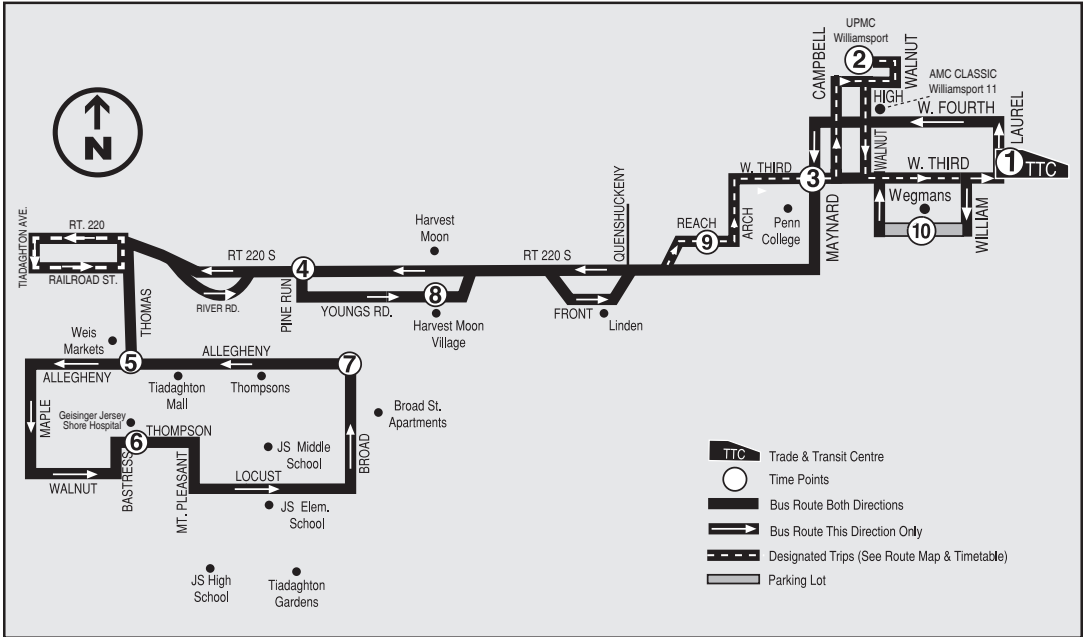 UPMC
Williamsport
2
CAMPBELL
WALNUT
AMC CLASSIC
Williamsport 11
HIGH
W. FOURTH
LAUREL
WALNUT
W. THIRD
1
TTC
W. THIRD
3
Wegmans
10
WILLIAM
MAYNARD
Penn
College
ARCH
REACH
9
QUENSHUCKENY
N
TIADAGHTON AVE.
RT. 220
RAILROAD ST.
Harvest
Moon
RT 220 S
4
RT 220 S
RIVER RD.
PINE RUN
YOUNGS RD.
8
Harvest Moon
Village
FRONT
Linden
THOMAS
Weis
Markets
5
ALLEGHENY
7
ALLEGHENY
Tiadaghton
Mall
Thompsons
Broad St.
Apartments
MAPLE
Geisinger Jersey
Shore Hospital
6
THOMPSON
JS Middle
School
BROAD
WALNUT
BASTRESS
MT. PLEASANT
LOCUST
JS Elem.
School
JS High
School
Tiadaghton
Gardens
TTC
Trade & Transit Centre
Time Points
Bus Route Both Directions
Bus Route This Direction Only
Designated Trips (See Route Map & Timetable)
Parking Lot